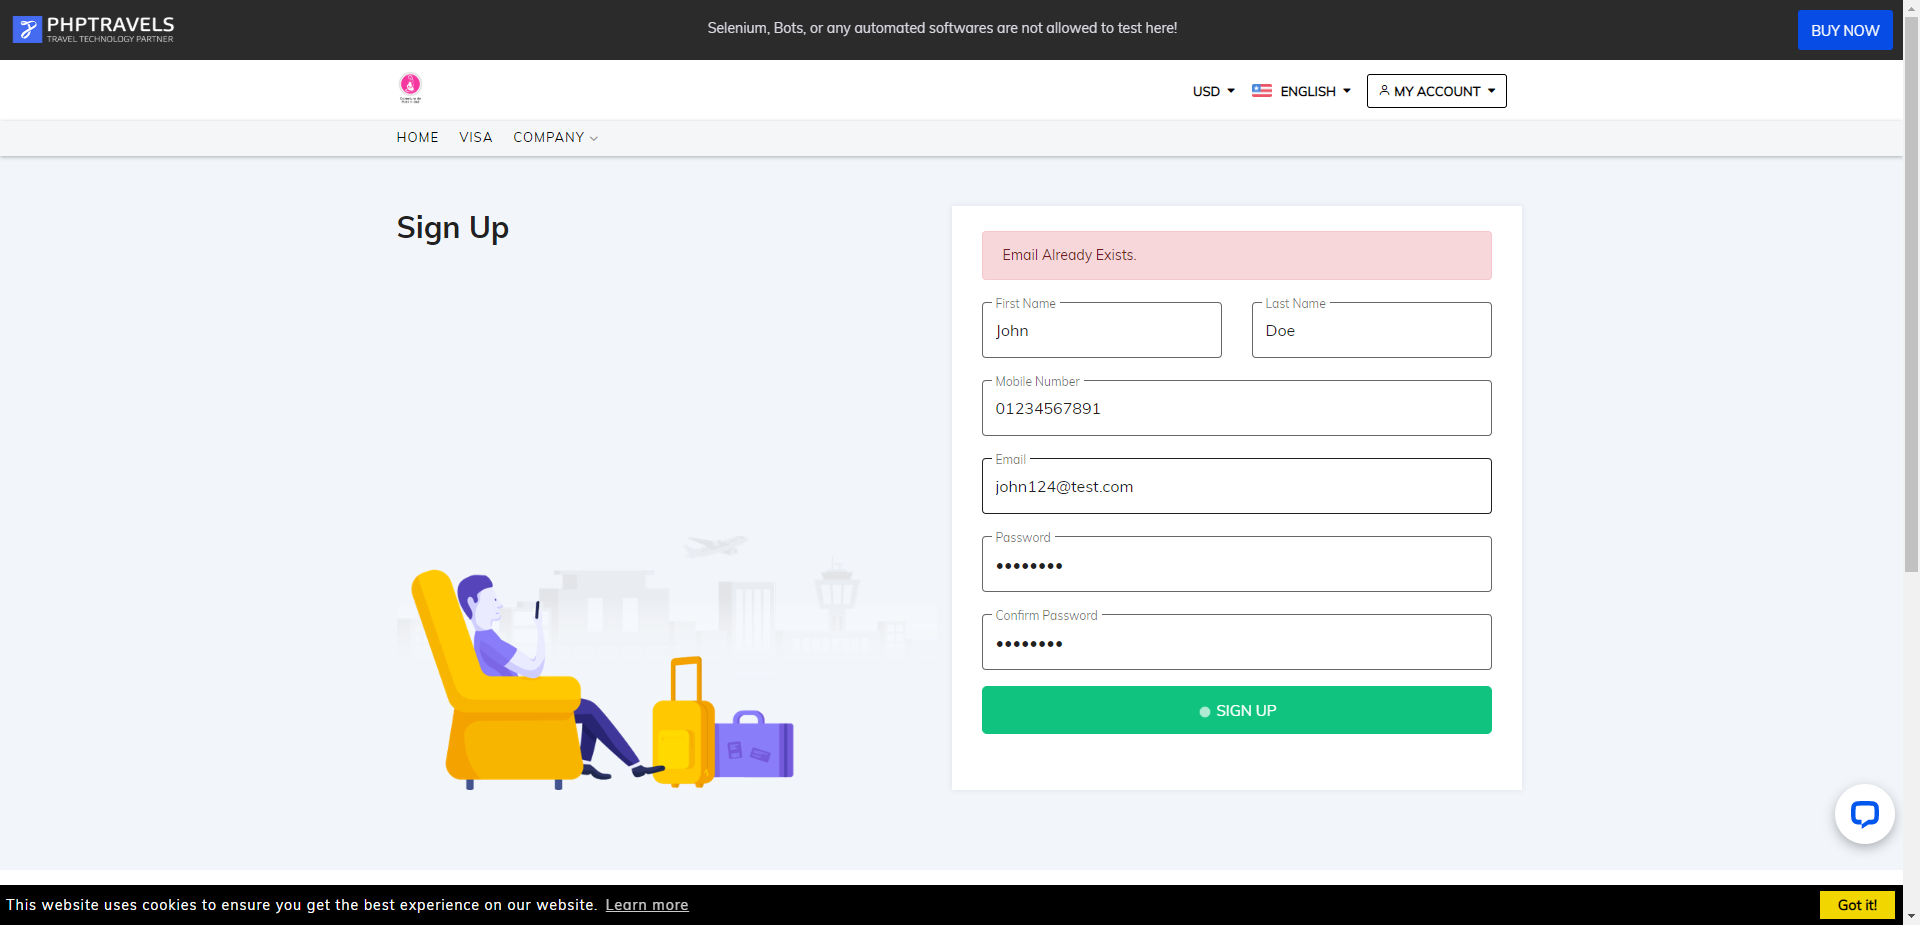 PHPTRAVELS
TRAVEL TECHNOLOGY PARTNER
Selenium, Bots, or any automated softwares are not allowed to test here!
BUY NOW
USD
ENGLISH
MY ACCOUNT
HOME
VISA
COMPANY
Sign Up
Email Already Exists.
First Name
John
Last Name
Doe
Mobile Number
01234567891
Email
john124@test.com
Password
••••••••
Confirm Password
••••••••
SIGN UP
This website uses cookies to ensure you get the best experience on our website. Learn more
Got it!